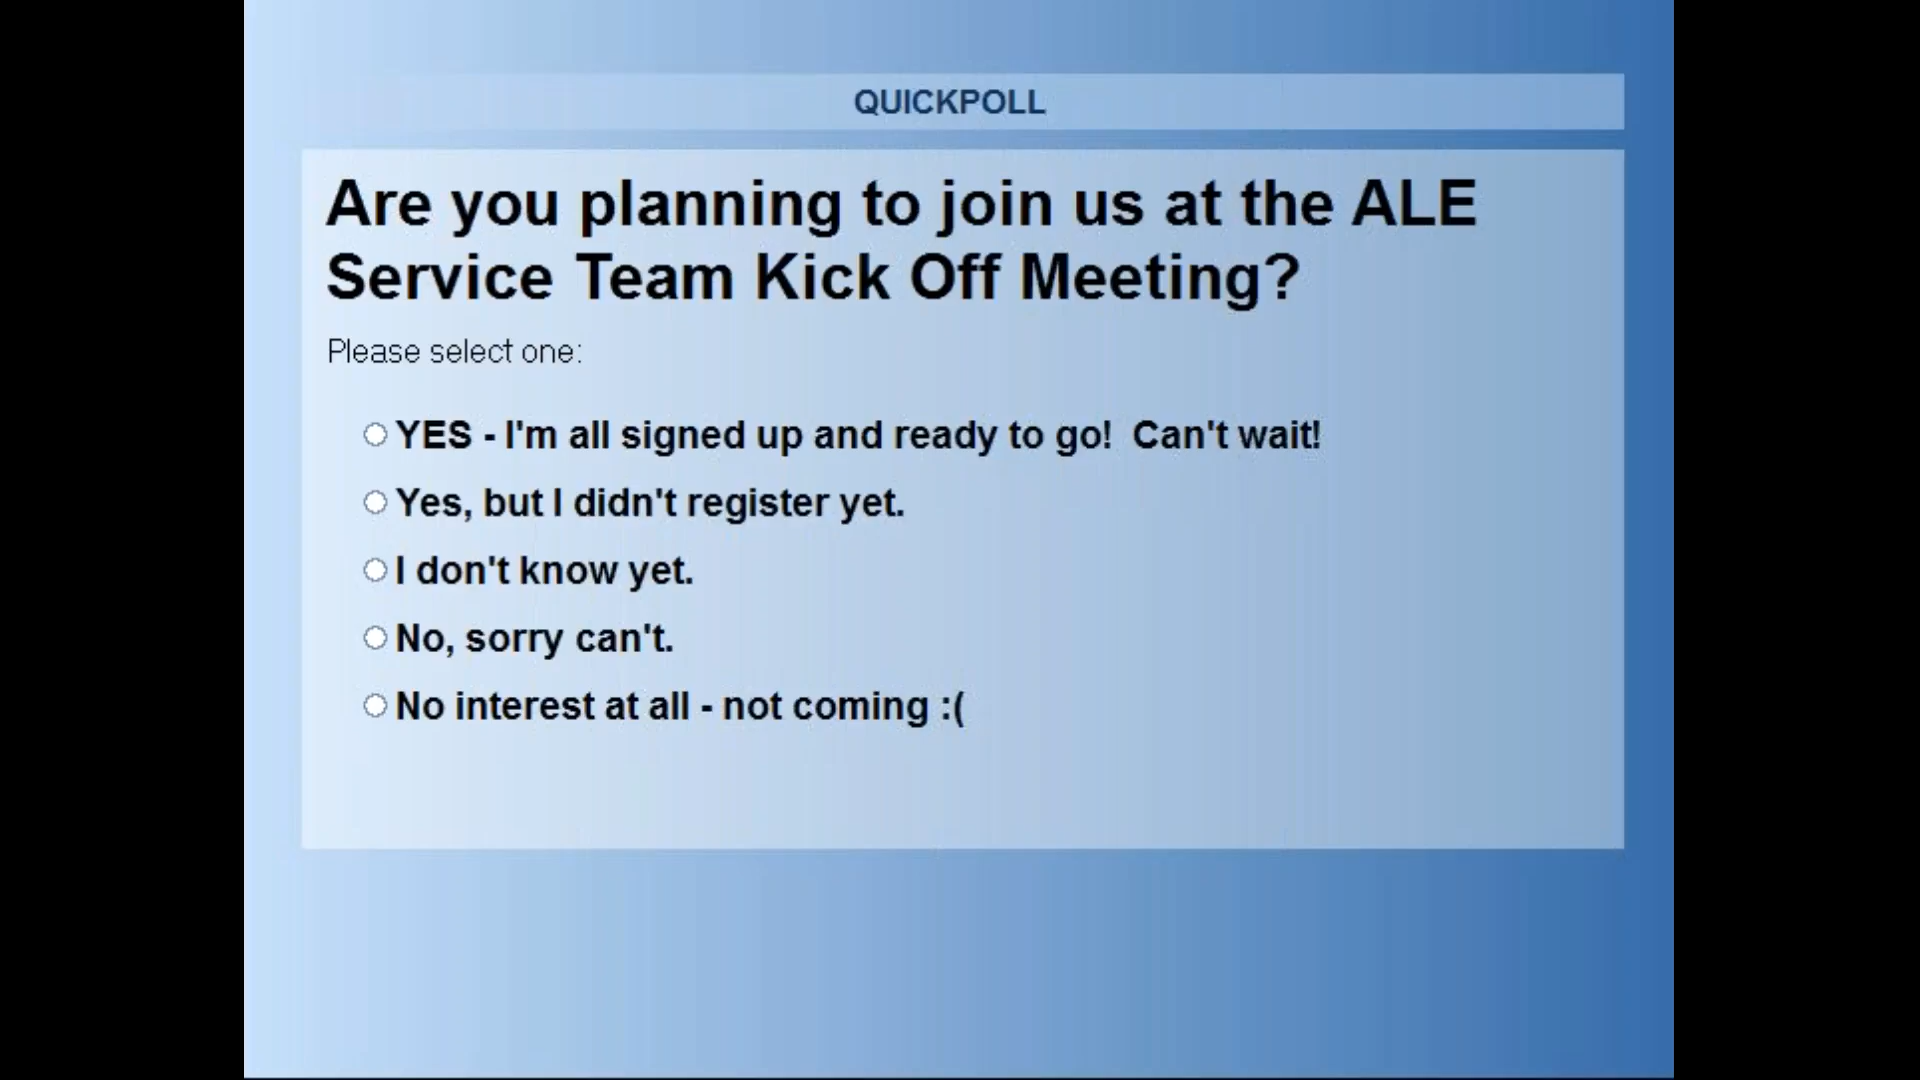 QUICKPOLL
Are you planning to join us at the ALE
Service Team Kick Off Meeting?
Please select one:
YES - I'm all signed up and ready to go!  Can't wait!
Yes, but I didn't register yet.
I don't know yet.
No, sorry can't.
No interest at all - not coming :(